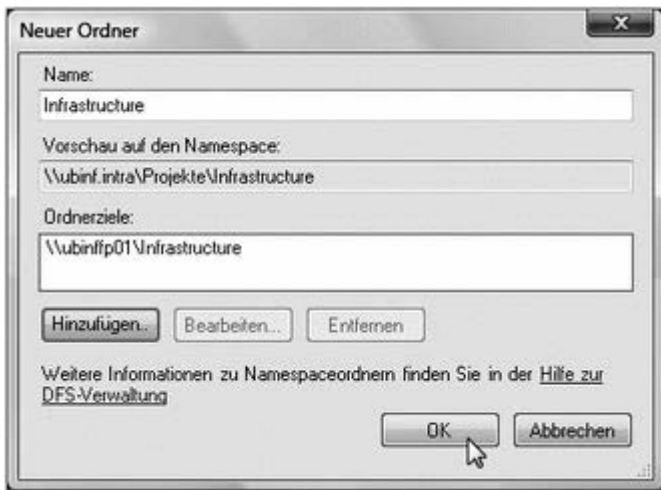 Neuer Ordner
Name:
Infrastructure
Vorschau auf den Namespace:
\\ubinf.intra\Projekte\Infrastructure
Ordnerziele:
\\ubinffp01\Infrastructure
Hinzufügen..
Bearbeiten...
Entfernen
Weitere Informationen zu Namespaceordnern finden Sie in der Hilfe zur
DFS-Verwaltung
OK
Abbrechen